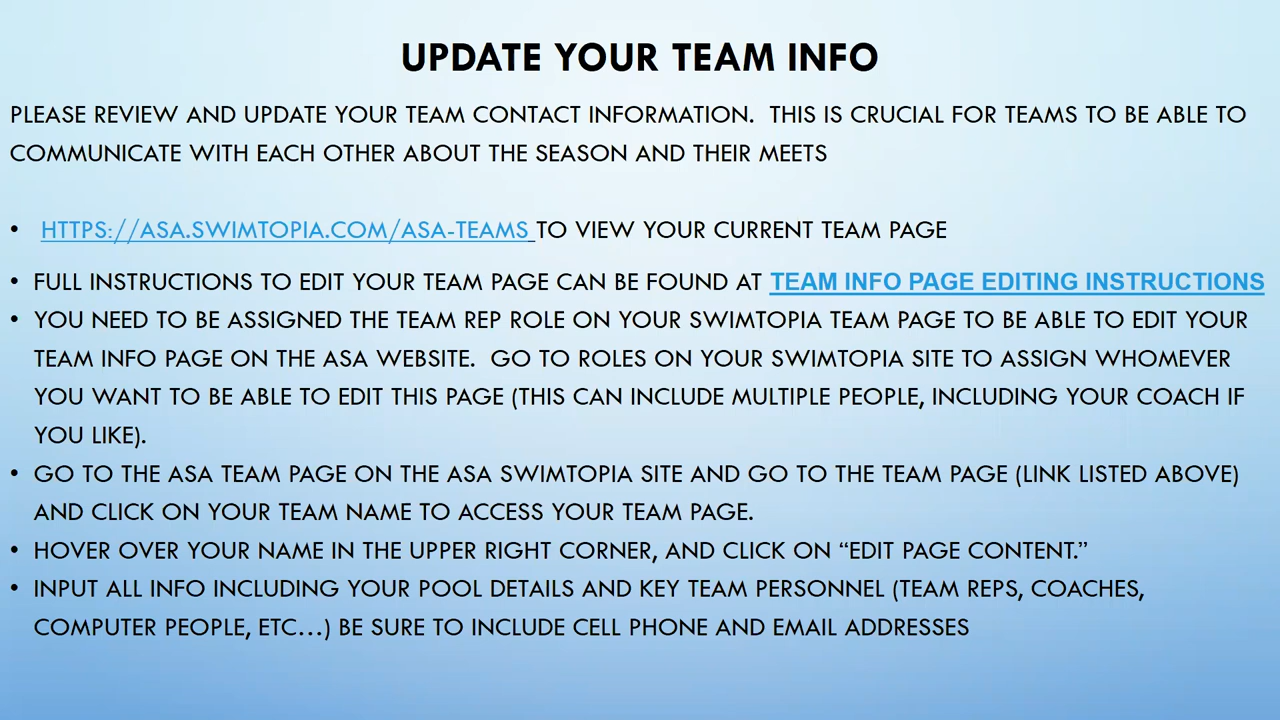 UPDATE YOUR TEAM INFO
PLEASE REVIEW AND UPDATE YOUR TEAM CONTACT INFORMATION.  THIS IS CRUCIAL FOR TEAMS TO BE ABLE TO
COMMUNICATE WITH EACH OTHER ABOUT THE SEASON AND THEIR MEETS
• HTTPS://ASA.SWIMTOPIA.COM/ASA-TEAMS TO VIEW YOUR CURRENT TEAM PAGE
• FULL INSTRUCTIONS TO EDIT YOUR TEAM PAGE CAN BE FOUND AT TEAM INFO PAGE EDITING INSTRUCTIONS
• YOU NEED TO BE ASSIGNED THE TEAM REP ROLE ON YOUR SWIMTOPIA TEAM PAGE TO BE ABLE TO EDIT YOUR
TEAM INFO PAGE ON THE ASA WEBSITE.  GO TO ROLES ON YOUR SWIMTOPIA SITE TO ASSIGN WHOMEVER
YOU WANT TO BE ABLE TO EDIT THIS PAGE (THIS CAN INCLUDE MULTIPLE PEOPLE, INCLUDING YOUR COACH IF
YOU LIKE).
• GO TO THE ASA TEAM PAGE ON THE ASA SWIMTOPIA SITE AND GO TO THE TEAM PAGE (LINK LISTED ABOVE)
AND CLICK ON YOUR TEAM NAME TO ACCESS YOUR TEAM PAGE.
• HOVER OVER YOUR NAME IN THE UPPER RIGHT CORNER, AND CLICK ON “EDIT PAGE CONTENT.”
• INPUT ALL INFO INCLUDING YOUR POOL DETAILS AND KEY TEAM PERSONNEL (TEAM REPS, COACHES,
COMPUTER PEOPLE, ETC…) BE SURE TO INCLUDE CELL PHONE AND EMAIL ADDRESSES